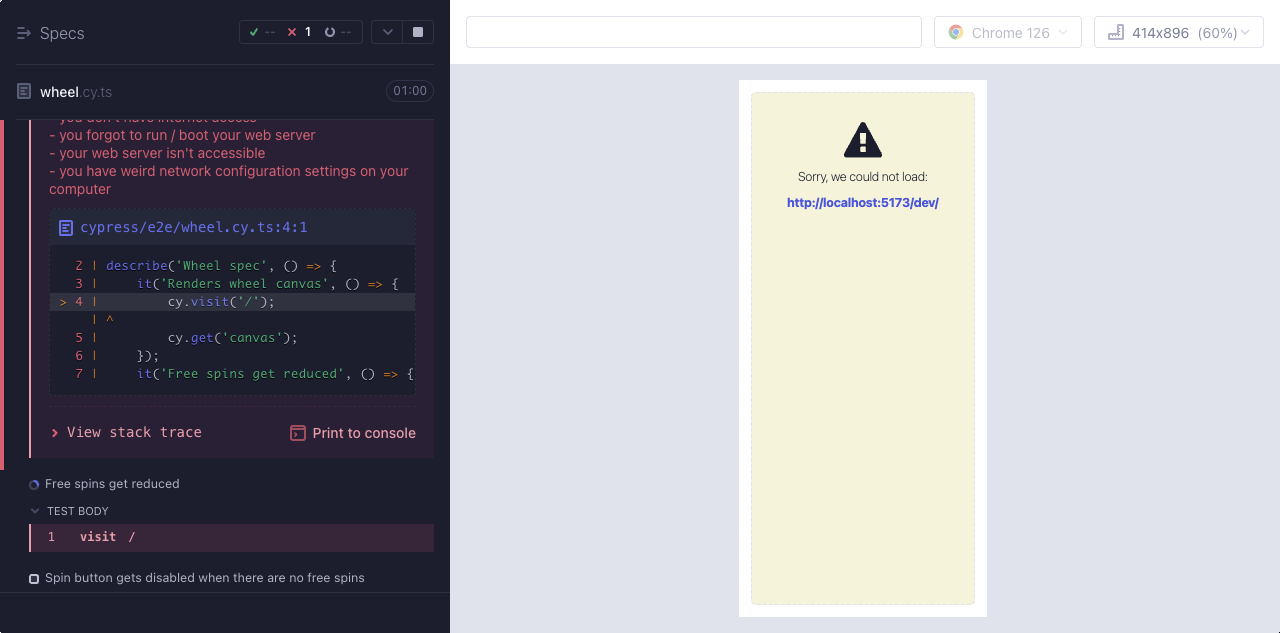 Specs
-- 1 --
wheel.cy.ts
01:00
- you don't have internet access
- you forgot to run / boot your web server
- your web server isn't accessible
- you have weird network configuration settings on your
computer
cypress/e2e/wheel.cy.ts:4:1
2 | describe('Wheel spec', () => {
3 |     it('Renders wheel canvas', () => {
> 4 |         cy.visit('/');
| ^
5 |         cy.get('canvas');
6 |     });
7 |     it('Free spins get reduced', () => {
View stack trace
Print to console
Free spins get reduced
TEST BODY
1 visit /
Spin button gets disabled when there are no free spins
Chrome 126
414x896 (60%)
Sorry, we could not load:
http://localhost:5173/dev/